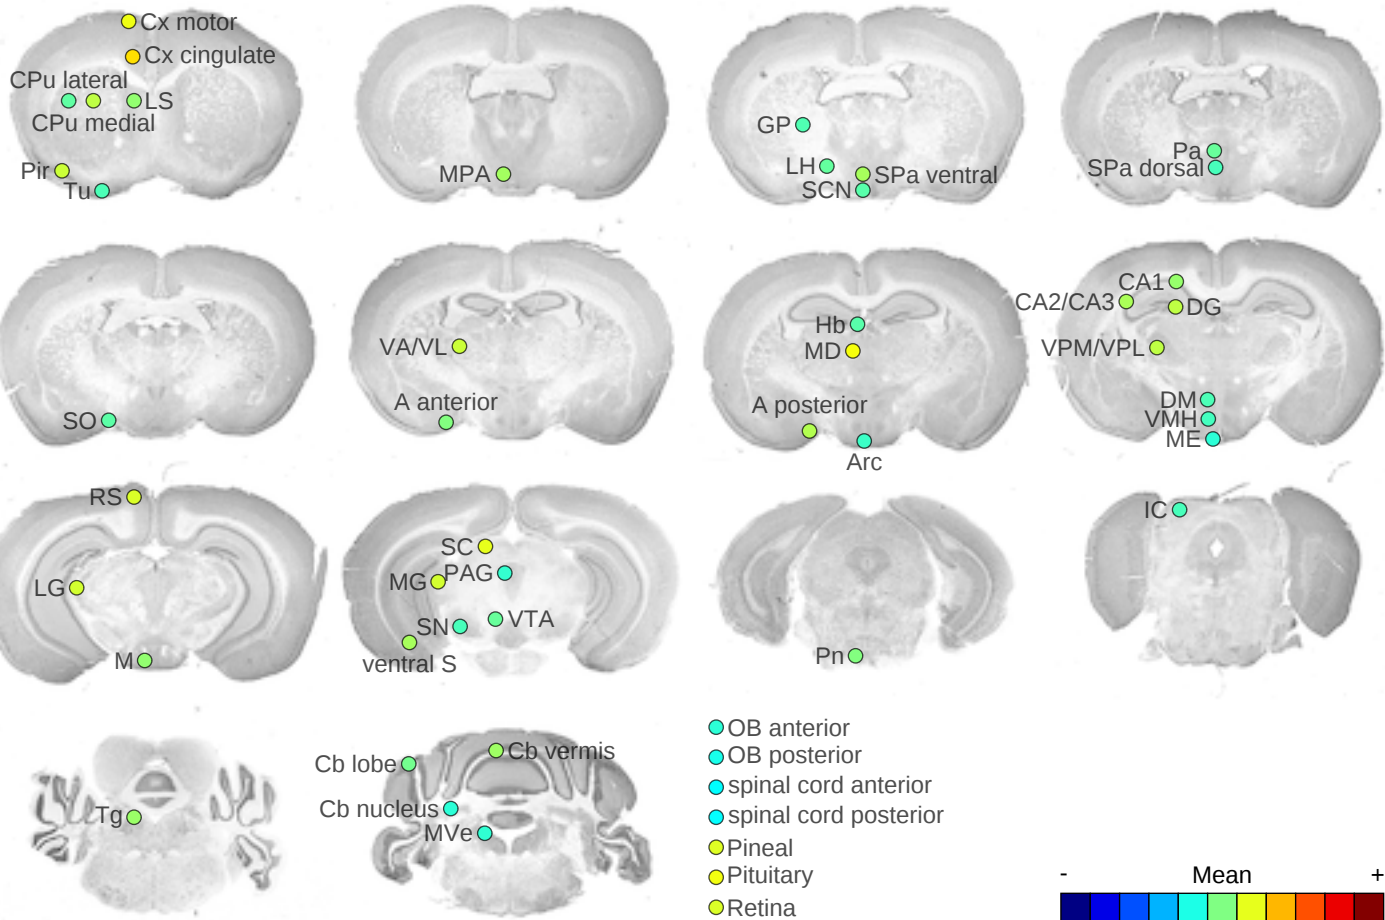 Cx motor
Cx cingulate
CPu lateral
LS
CPu medial
Pir
Tu
MPA
GP
LH
SPa ventral
SCN
Pa
SPa dorsal
SO
VA/VL
A anterior
Hb
MD
A posterior
Arc
CA1
CA2/CA3
DG
VPM/VPL
DM
VMH
ME
RS
LG
M
SC
PAG
MG
SN
VTA
ventral S
Pn
IC
Tg
Cb lobe
Cb vermis
Cb nucleus
MVe
OB anterior
OB posterior
spinal cord anterior
spinal cord posterior
Pineal
Pituitary
Retina
- Mean +